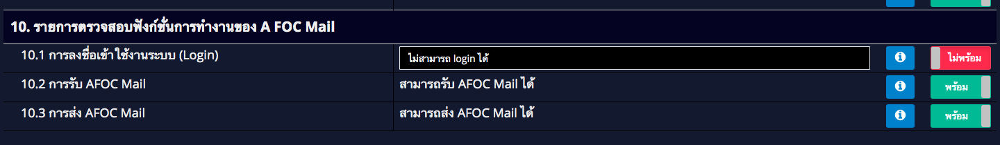 10. รายการตรวจสอบฟังก์ชั่นการทำงานของ A FOC Mail
10.1 การลงชื่อเข้าใช้งานระบบ (Login) ไม่สามารถ login ได้ ไม่พร้อม
10.2 การรับ AFOC Mail สามารถรับ AFOC Mail ได้ พร้อม
10.3 การส่ง AFOC Mail สามารถส่ง AFOC Mail ได้ พร้อม